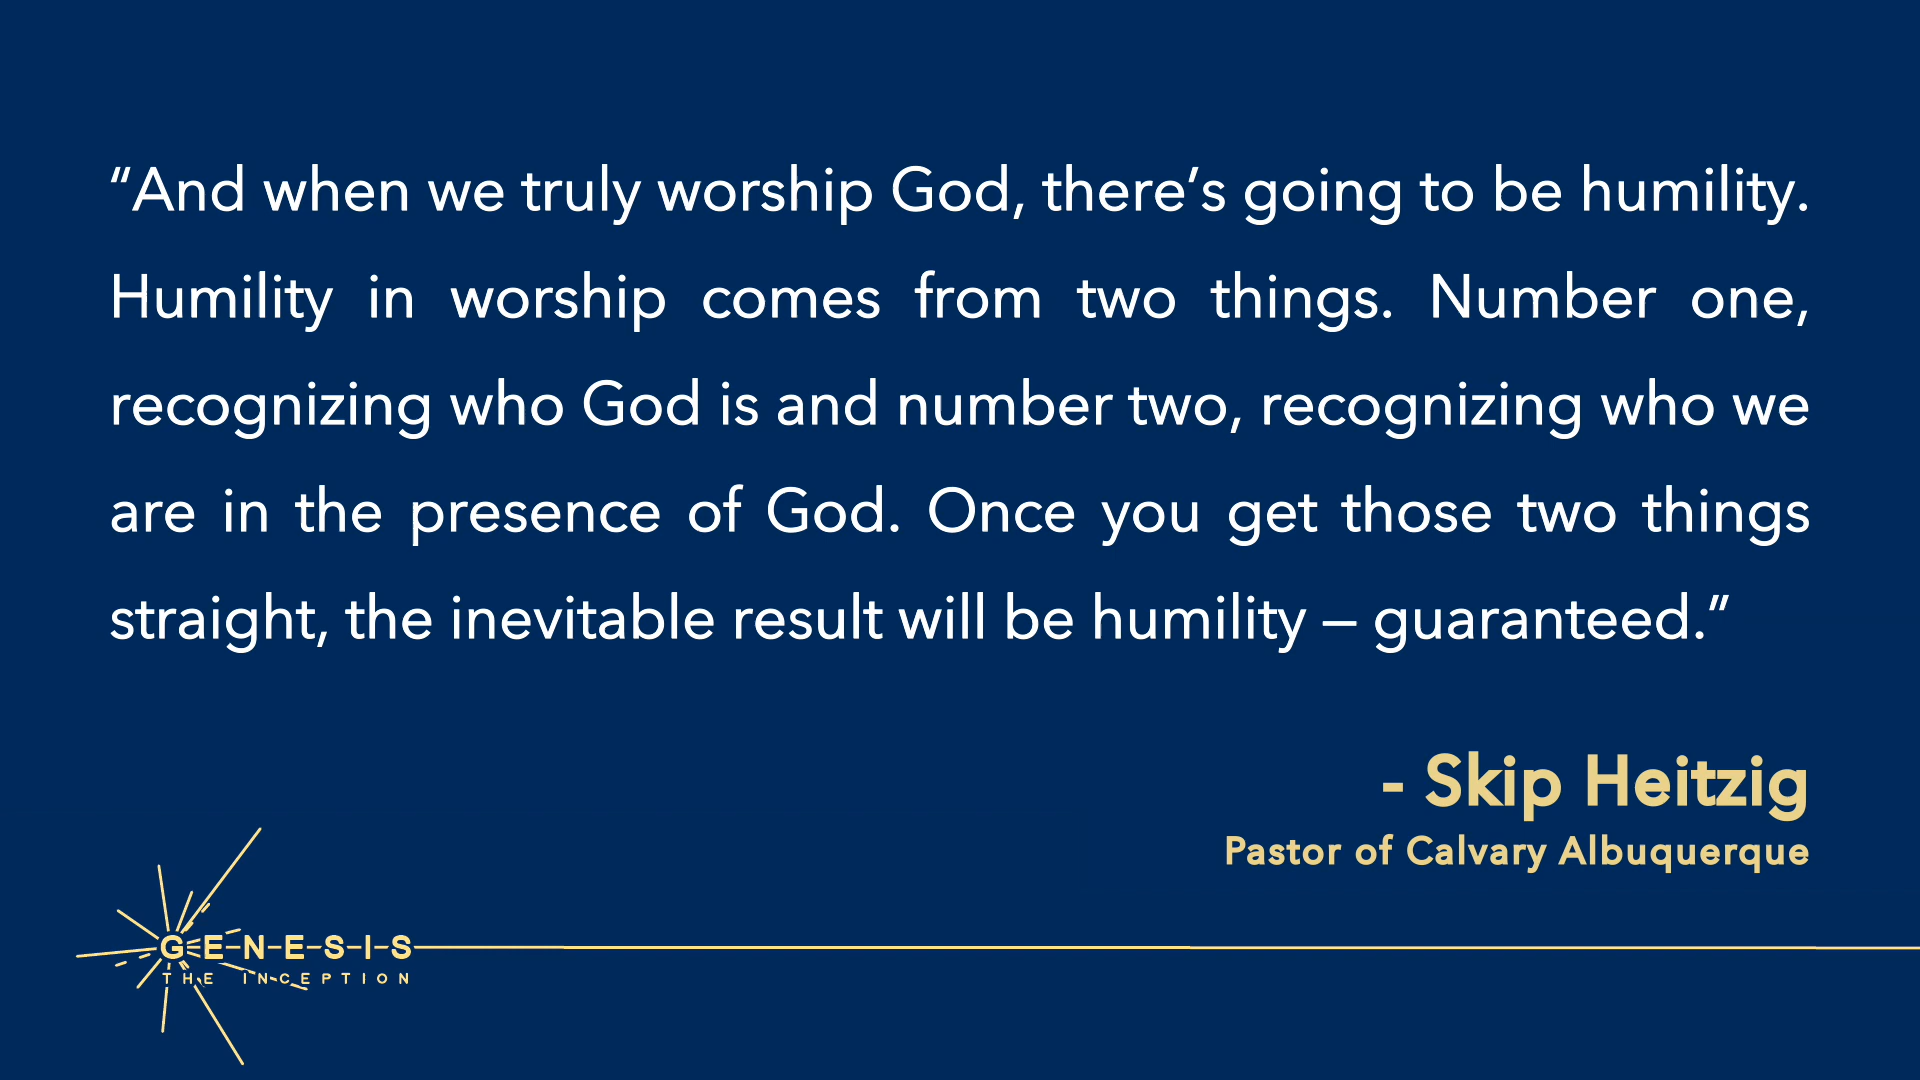 “And when we truly worship God, there’s going to be humility.
Humility in worship comes from two things. Number one,
recognizing who God is and number two, recognizing who we
are in the presence of God. Once you get those two things
straight, the inevitable result will be humility – guaranteed.”
- Skip Heitzig
Pastor of Calvary Albuquerque
GENESIS
THE INCEPTION